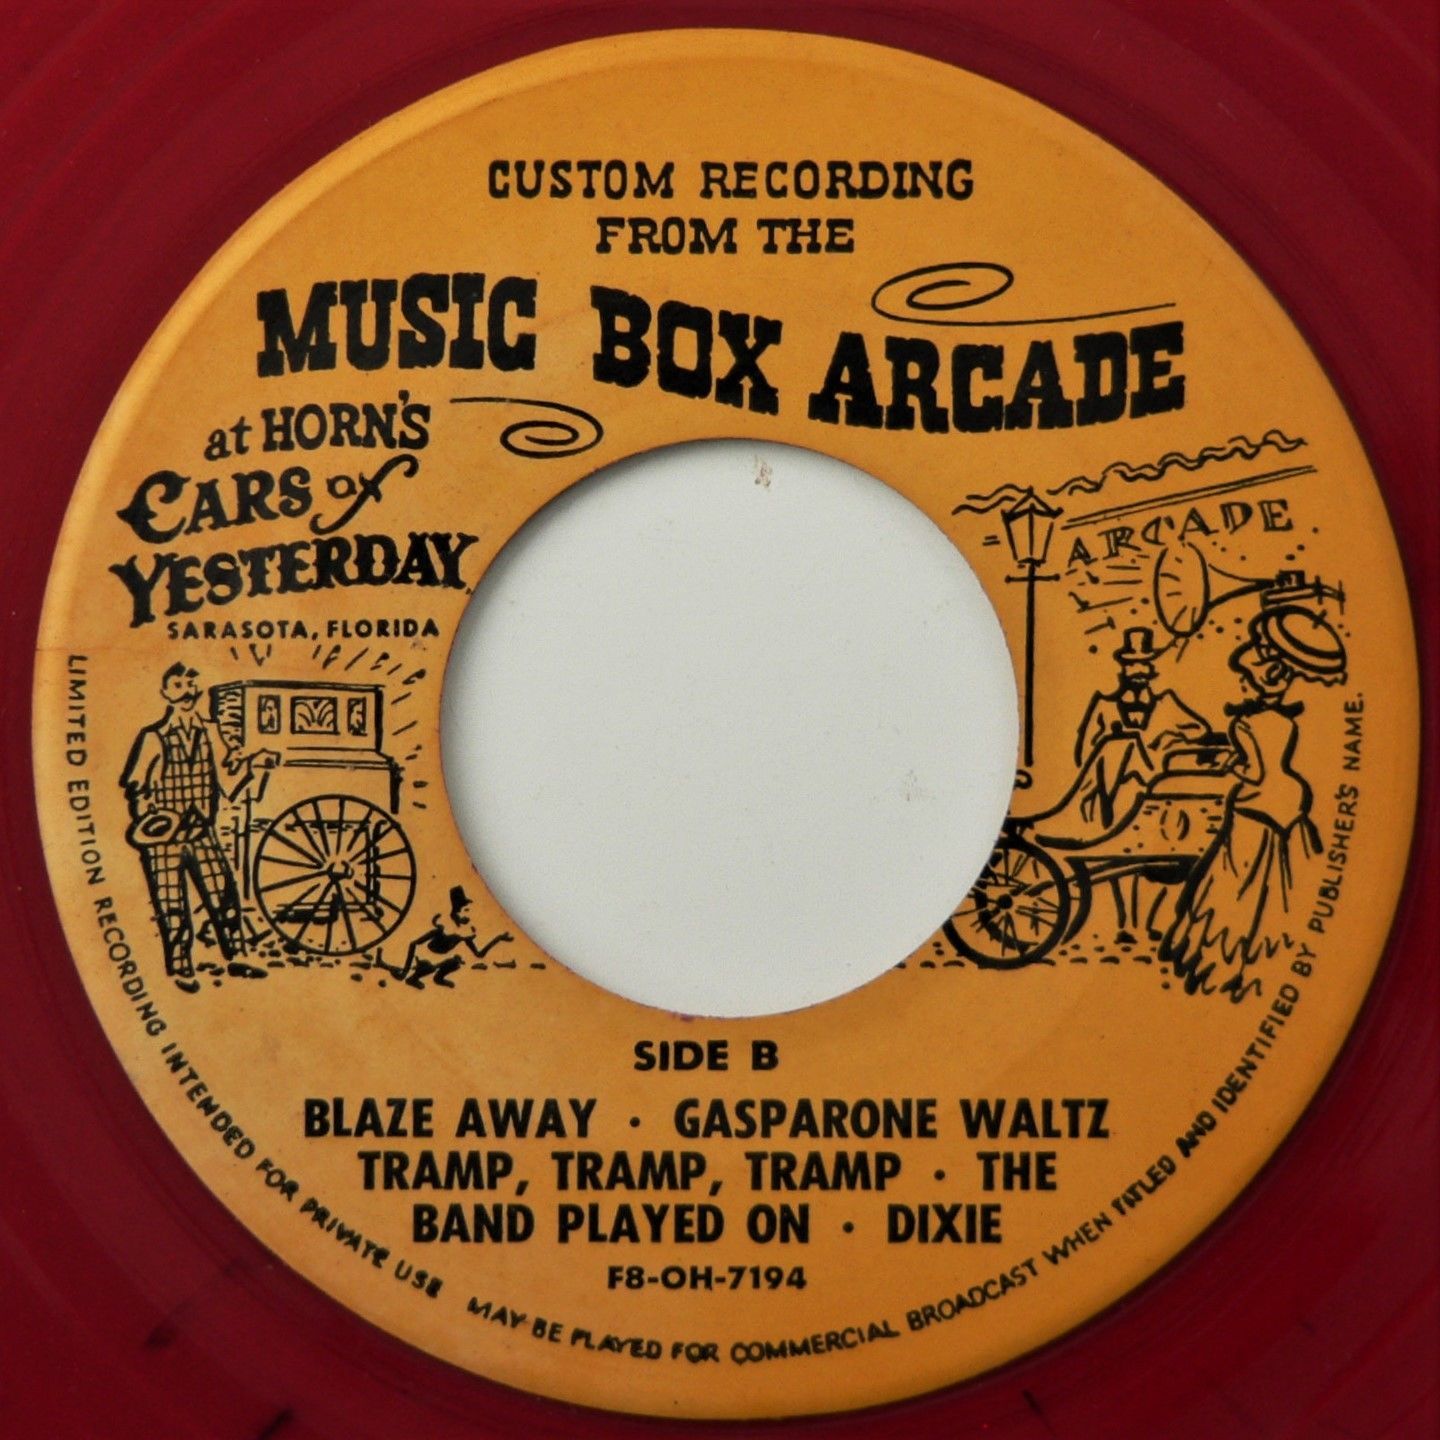 CUSTOM RECORDING
FROM THE
MUSIC BOX ARCADE
at HORN'S
CARS of
YESTERDAY
SARASOTA, FLORIDA
ARCADE
SIDE B
BLAZE AWAY · GASPARONE WALTZ
TRAMP, TRAMP, TRAMP · THE
BAND PLAYED ON · DIXIE
F8-OH-7194
LIMITED EDITION RECORDING INTENDED FOR PRIVATE USE MAY BE PLAYED FOR COMMERCIAL BROADCAST WHEN TITLED AND IDENTIFIED BY PUBLISHER'S NAME.